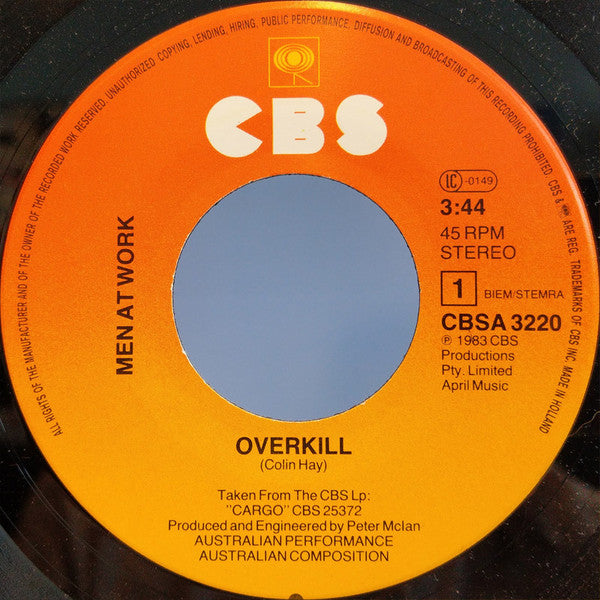 ALL RIGHTS OF THE MANUFACTURER AND OF THE OWNER OF THE RECORDED WORK RESERVED. UNAUTHORIZED COPYING, LENDING, HIRING, PUBLIC PERFORMANCE, DIFFUSION AND BROADCASTING OF THIS RECORDING PROHIBITED. CBS & ARE REG. TRADEMARKS OF CBS INC. MADE IN HOLLAND
CBS
MEN AT WORK
IC -0149
3:44
45 RPM
STEREO
1 BIEM/STEMRA
CBSA 3220
℗ 1983 CBS
Productions
Pty. Limited
April Music
OVERKILL
(Colin Hay)
Taken From The CBS Lp:
"CARGO" CBS 25372
Produced and Engineered by Peter McIan
AUSTRALIAN PERFORMANCE
AUSTRALIAN COMPOSITION